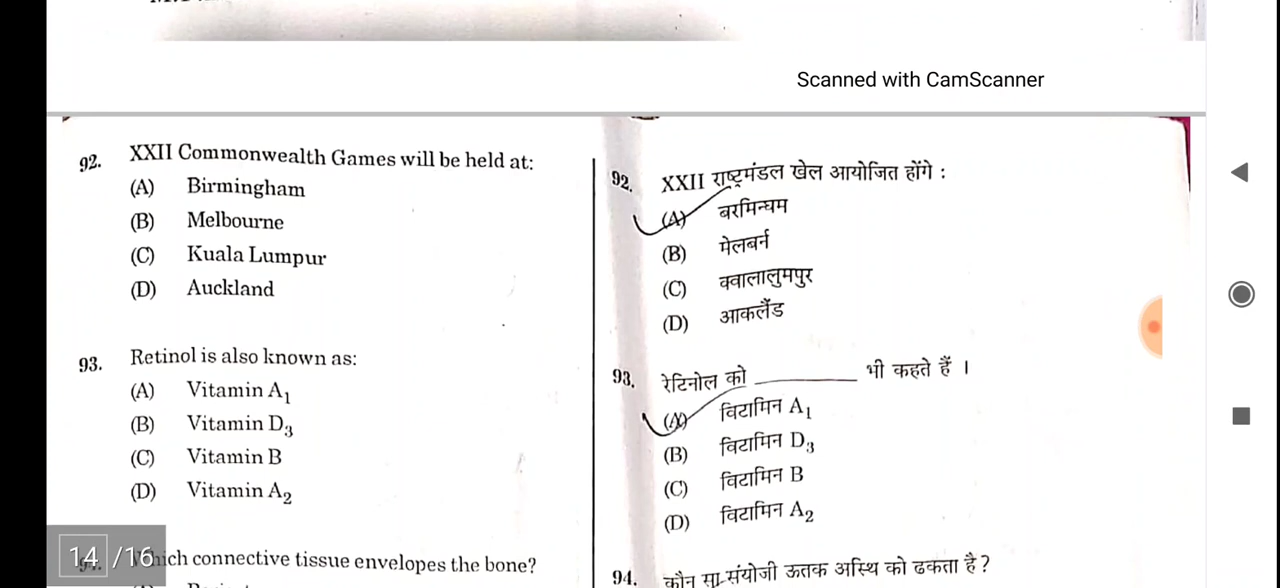 Scanned with CamScanner
92. XXII Commonwealth Games will be held at:
(A) Birmingham
(B) Melbourne
(C) Kuala Lumpur
(D) Auckland
93. Retinol is also known as:
(A) Vitamin A₁
(B) Vitamin D₃
(C) Vitamin B
(D) Vitamin A₂
ich connective tissue envelopes the bone?
14 /16
92. XXII राष्ट्रमंडल खेल आयोजित होंगे :
(A) बरमिन्घम
(B) मेलबर्न
(C) क्वालालुमपुर
(D) आकलैंड
93. रेटिनोल को __________ भी कहते हैं ।
(A) विटामिन A₁
(B) विटामिन D₃
(C) विटामिन B
(D) विटामिन A₂
94. कौन सा संयोजी ऊतक अस्थि को ढकता है ?